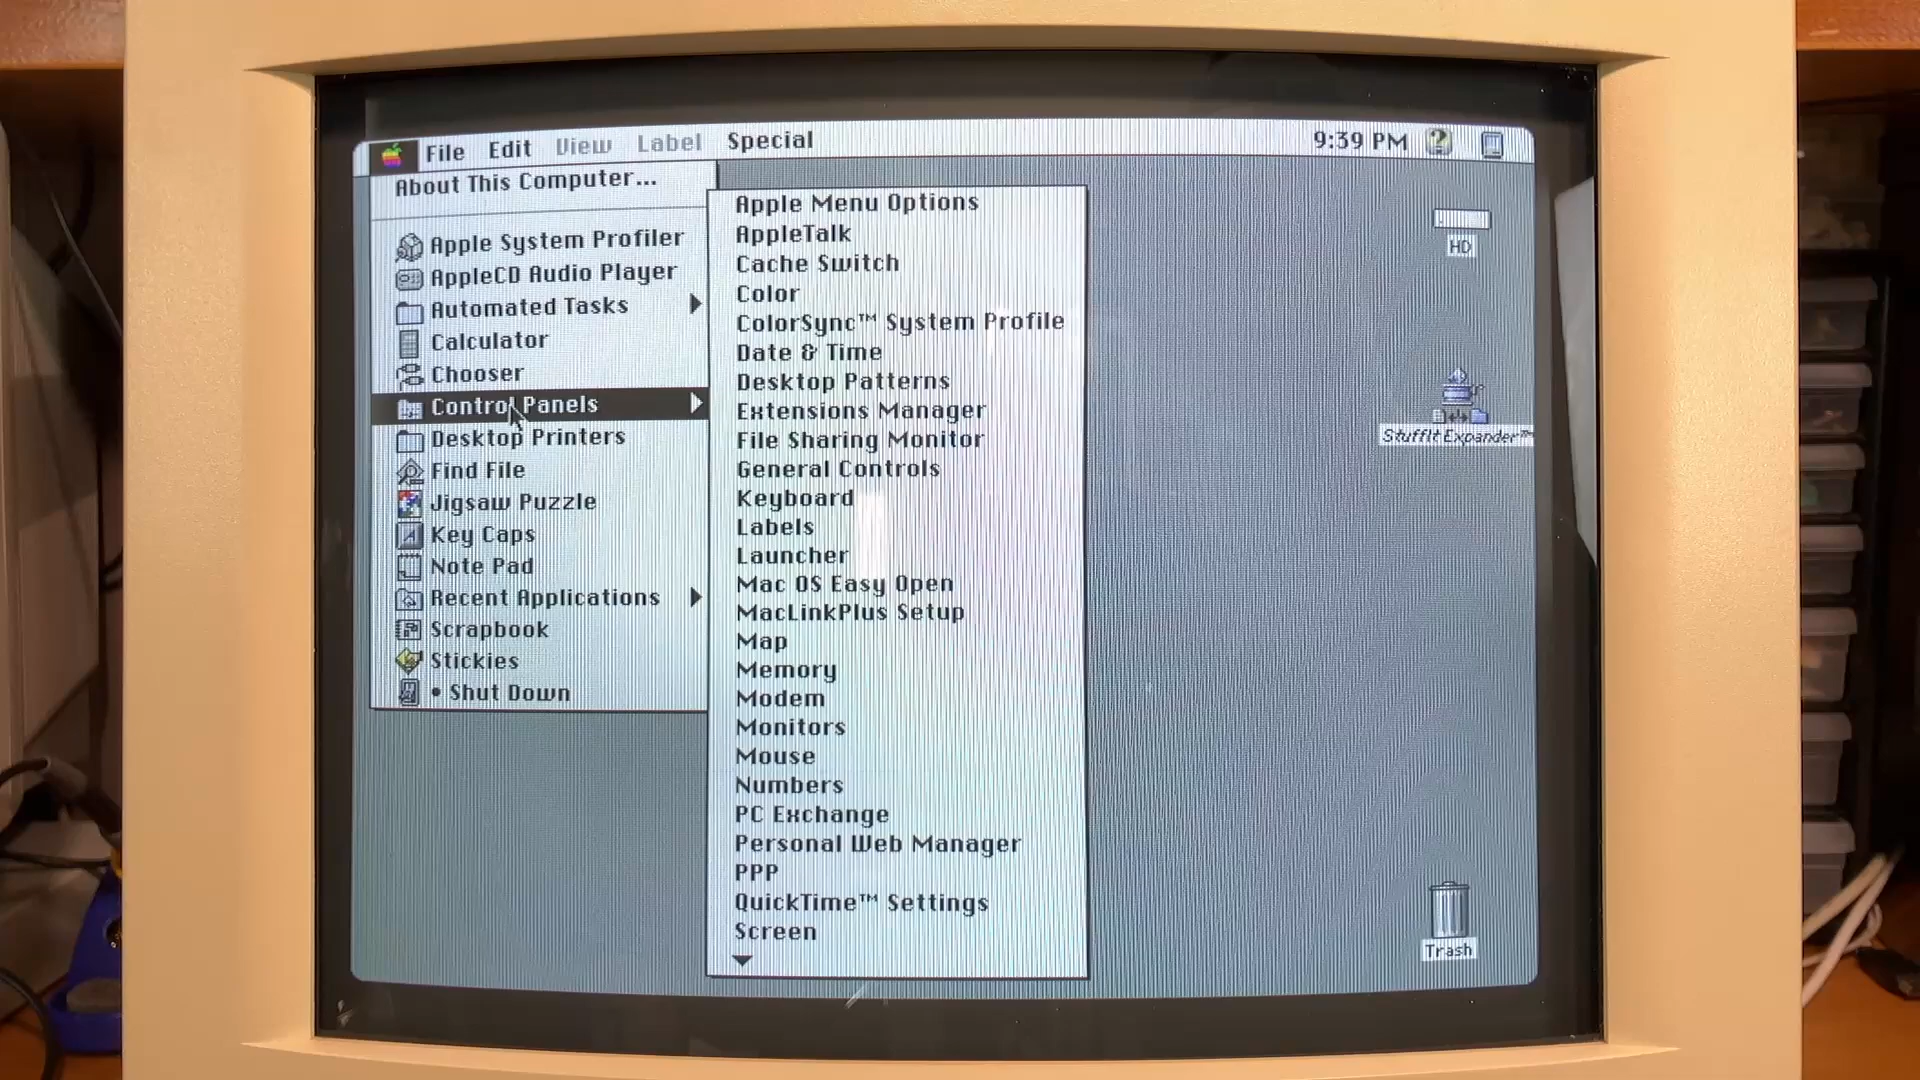 File Edit View Label Special 9:39 PM
About This Computer...
Apple System Profiler
AppleCD Audio Player
Automated Tasks
Calculator
Chooser
Control Panels
Desktop Printers
Find File
Jigsaw Puzzle
Key Caps
Note Pad
Recent Applications
Scrapbook
Stickies
• Shut Down
Apple Menu Options
AppleTalk
Cache Switch
Color
ColorSync™ System Profile
Date & Time
Desktop Patterns
Extensions Manager
File Sharing Monitor
General Controls
Keyboard
Labels
Launcher
Mac OS Easy Open
MacLinkPlus Setup
Map
Memory
Modem
Monitors
Mouse
Numbers
PC Exchange
Personal Web Manager
PPP
QuickTime™ Settings
Screen
HD
StuffIt Expander™
Trash